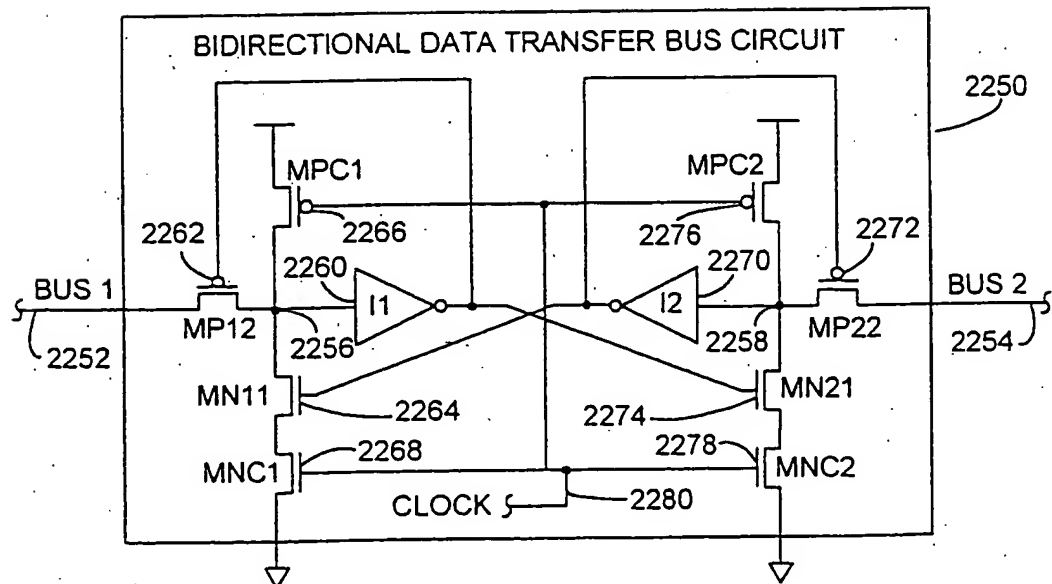 BIDIRECTIONAL DATA TRANSFER BUS CIRCUIT
2250
MPC1
MPC2
2262
2266
2276
2272
2260
2270
BUS 1
I1
I2
BUS 2
MP12
2256
2258
MP22
2252
2254
MN11
MN21
2264
2274
2268
2278
MNC1
MNC2
CLOCK
2280